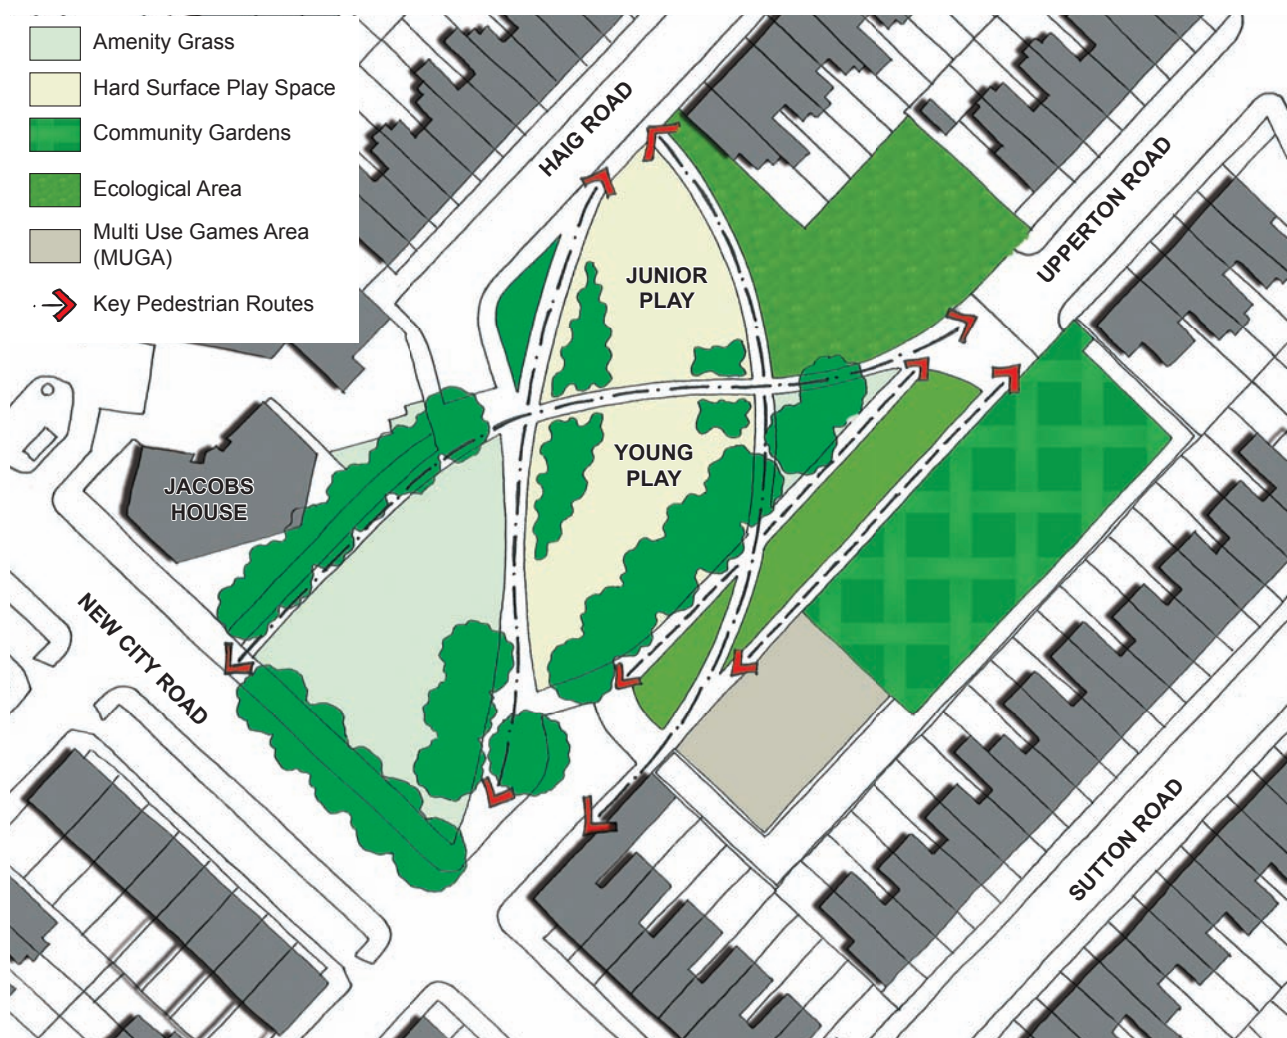 Amenity Grass
Hard Surface Play Space
Community Gardens
Ecological Area
Multi Use Games Area
(MUGA)
Key Pedestrian Routes
HAIG ROAD
UPPERTON ROAD
JUNIOR
PLAY
YOUNG
PLAY
JACOBS
HOUSE
NEW CITY ROAD
SUTTON ROAD